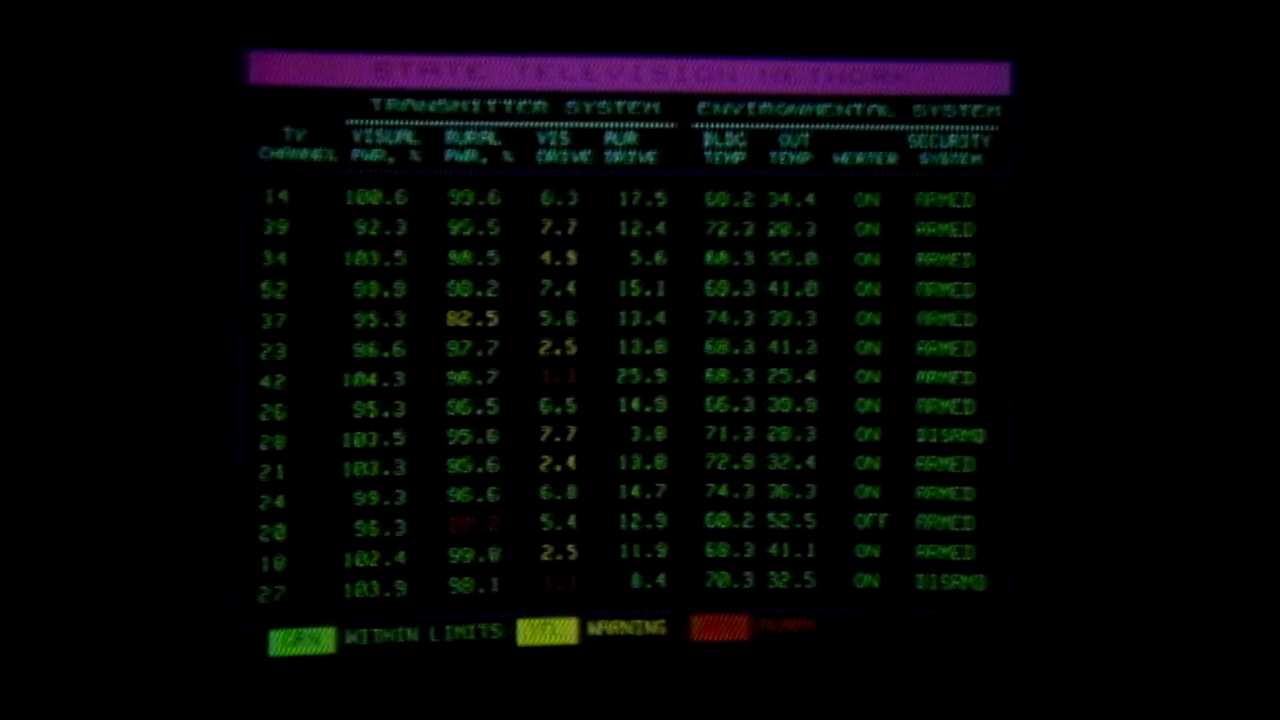 STATE TELEVISION NETWORK
TRANSMITTER SYSTEM ENVIRONMENTAL SYSTEM
TV VISUAL AURAL VIS AUR BLDG OUT SECURITY
CHANNEL PWR. % PWR. % DRIVE DRIVE TEMP TEMP HEATER SYSTEM
14 100.6 99.6 17.5 34.4 ON ARMED
39 92.3 95.5 7.7 12.4 72.3 28.3 ON ARMED
34 103.5 98.5 4.9 5.6 68.3 35.0 ON ARMED
52 99.9 98.2 7.4 15.1 69.3 41.0 ON ARMED
37 95.3 82.5 5.6 13.4 74.3 39.3 ON ARMED
23 96.6 97.7 2.5 13.8 68.3 41.3 ON ARMED
42 104.3 98.7 25.9 68.3 25.4 ON ARMED
26 95.3 96.5 6.5 14.9 66.3 38.9 ON ARMED
28 103.5 95.6 7.7 3.8 71.3 28.3 ON DISARMD
21 103.3 95.6 2.4 13.8 72.9 32.4 ON ARMED
24 99.3 96.6 6.8 14.7 74.3 36.3 ON ARMED
20 96.3 5.4 12.9 52.5 OFF ARMED
18 102.4 99.8 2.5 11.9 68.3 41.1 ON ARMED
27 103.9 98.1 8.4 70.3 32.5 ON DISARMD
WITHIN LIMITS WARNING ALARM